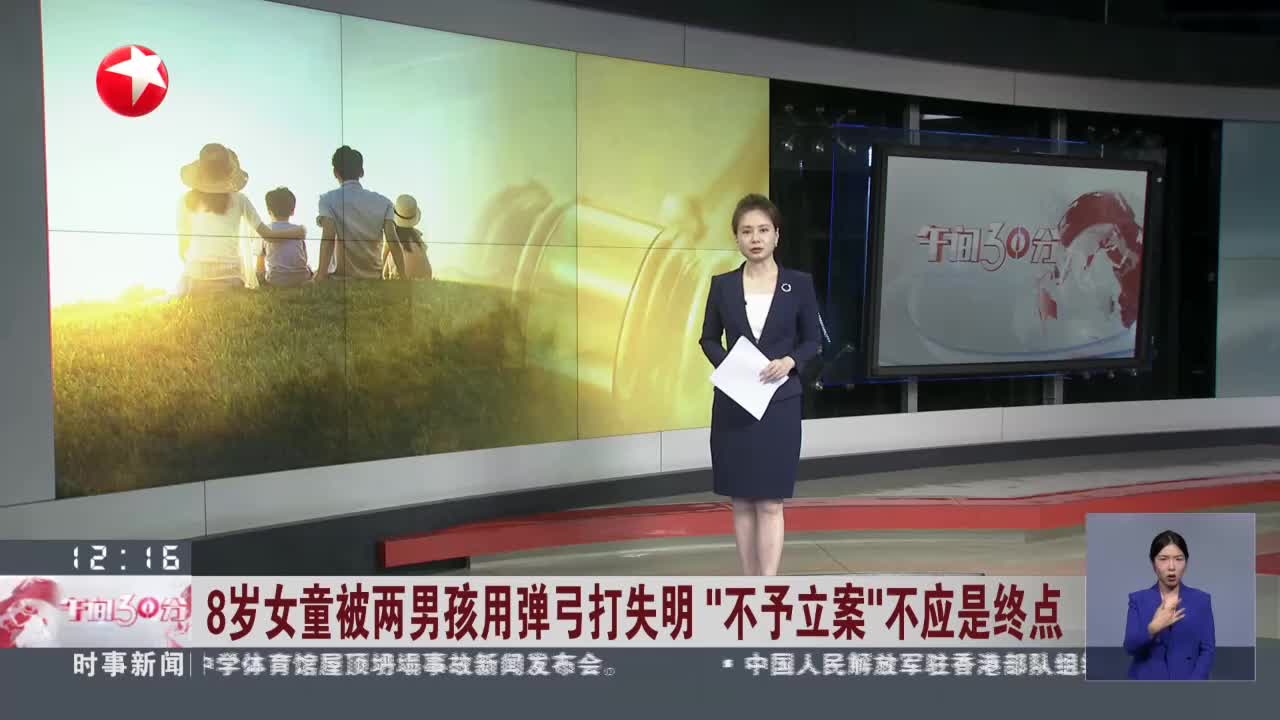 午间30分
12:16
午间30分
8岁女童被两男孩用弹弓打失明 "不予立案"不应是终点
时事新闻
中学体育馆屋顶坍塌事故新闻发布会。 ▪ 中国人民解放军驻香港部队组织